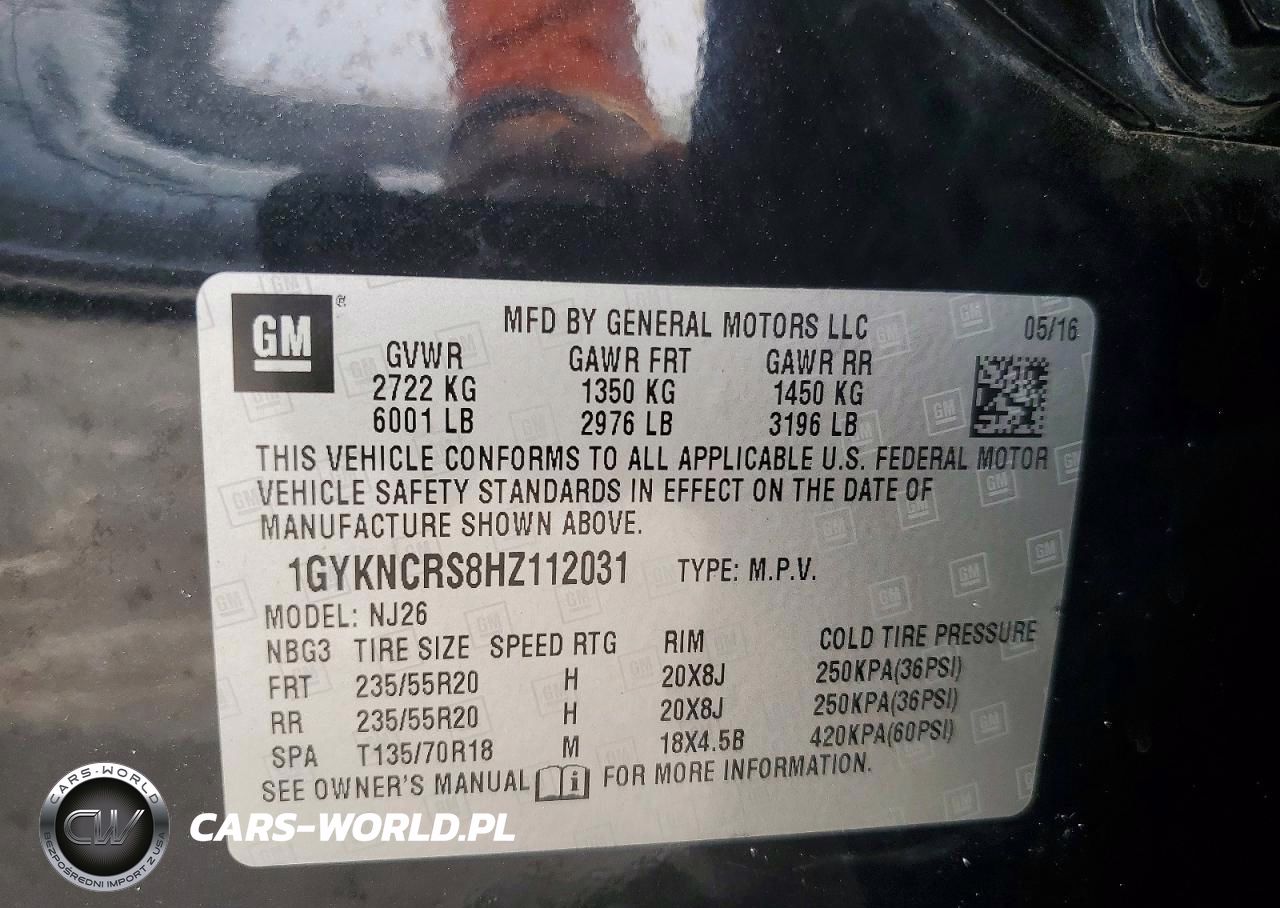 GM
MFD BY GENERAL MOTORS LLC 05/16
GVWR GAWR FRT GAWR RR
2722 KG 1350 KG 1450 KG
6001 LB 2976 LB 3196 LB
THIS VEHICLE CONFORMS TO ALL APPLICABLE U.S. FEDERAL MOTOR
VEHICLE SAFETY STANDARDS IN EFFECT ON THE DATE OF
MANUFACTURE SHOWN ABOVE.
1GYKNCRS8HZ112031 TYPE: M.P.V.
MODEL: NJ26
NBG3 TIRE SIZE SPEED RTG RIM COLD TIRE PRESSURE
FRT 235/55R20 H 20X8J 250KPA(36PSI)
RR 235/55R20 H 20X8J 250KPA(36PSI)
SPA T135/70R18 M 18X4.5B 420KPA(60PSI)
SEE OWNER'S MANUAL i FOR MORE INFORMATION.
CARS-WORLD
CW
BEZPOŚREDNI IMPORT Z USA
CARS-WORLD.PL